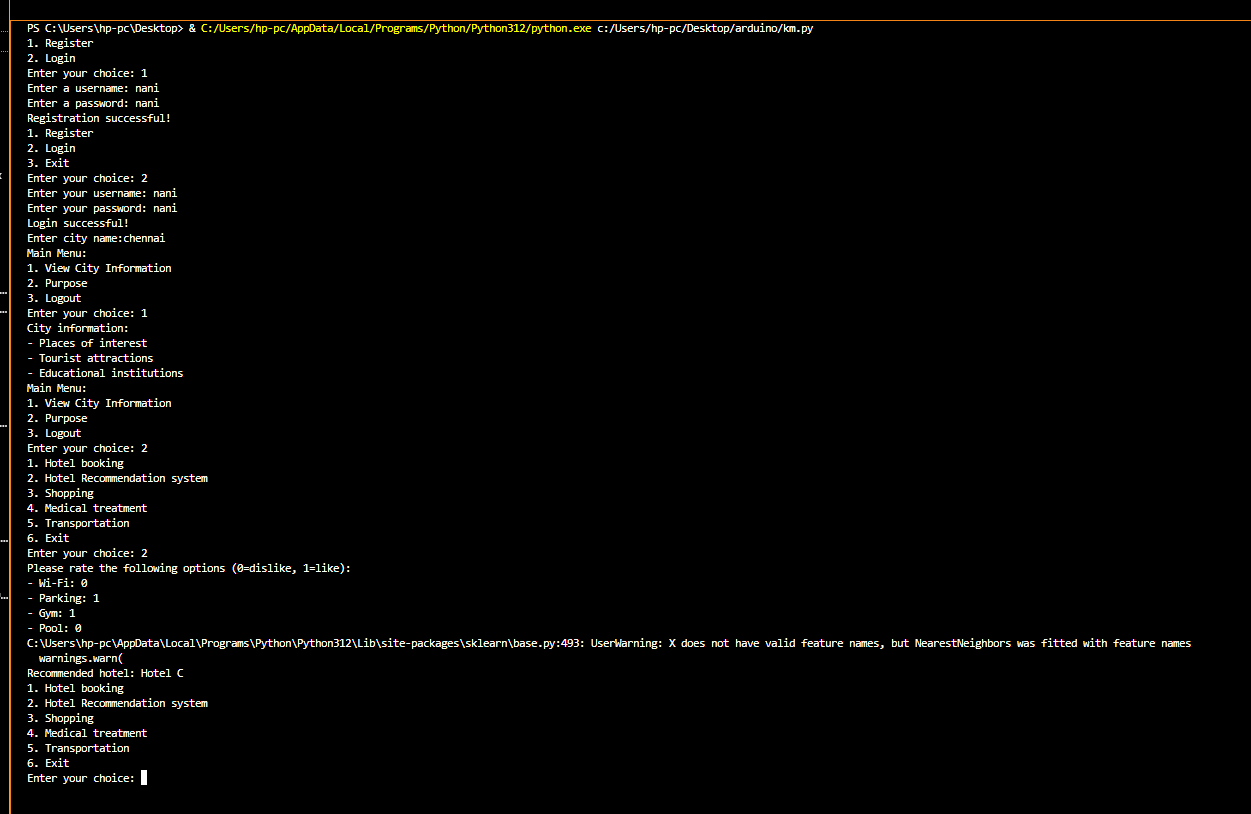 PS C:\Users\hp-pc\Desktop> & C:/Users/hp-pc/AppData/Local/Programs/Python/Python312/python.exe c:/Users/hp-pc/Desktop/arduino/km.py
1. Register
2. Login
Enter your choice: 1
Enter a username: nani
Enter a password: nani
Registration successful!
1. Register
2. Login
3. Exit
Enter your choice: 2
Enter your username: nani
Enter your password: nani
Login successful!
Enter city name:chennai
Main Menu:
1. View City Information
2. Purpose
3. Logout
Enter your choice: 1
City information:
- Places of interest
- Tourist attractions
- Educational institutions
Main Menu:
1. View City Information
2. Purpose
3. Logout
Enter your choice: 2
1. Hotel booking
2. Hotel Recommendation system
3. Shopping
4. Medical treatment
5. Transportation
6. Exit
Enter your choice: 2
Please rate the following options (0=dislike, 1=like):
- Wi-Fi: 0
- Parking: 1
- Gym: 1
- Pool: 0
C:\Users\hp-pc\AppData\Local\Programs\Python\Python312\Lib\site-packages\sklearn\base.py:493: UserWarning: X does not have valid feature names, but NearestNeighbors was fitted with feature names
  warnings.warn(
Recommended hotel: Hotel C
1. Hotel booking
2. Hotel Recommendation system
3. Shopping
4. Medical treatment
5. Transportation
6. Exit
Enter your choice: